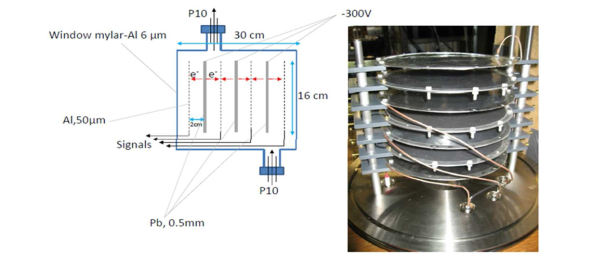 P10
-300V
30 cm
Window mylar-Al 6 μm
e⁻ e⁻
16 cm
2cm
Al,50μm
Signals
P10
Pb, 0.5mm